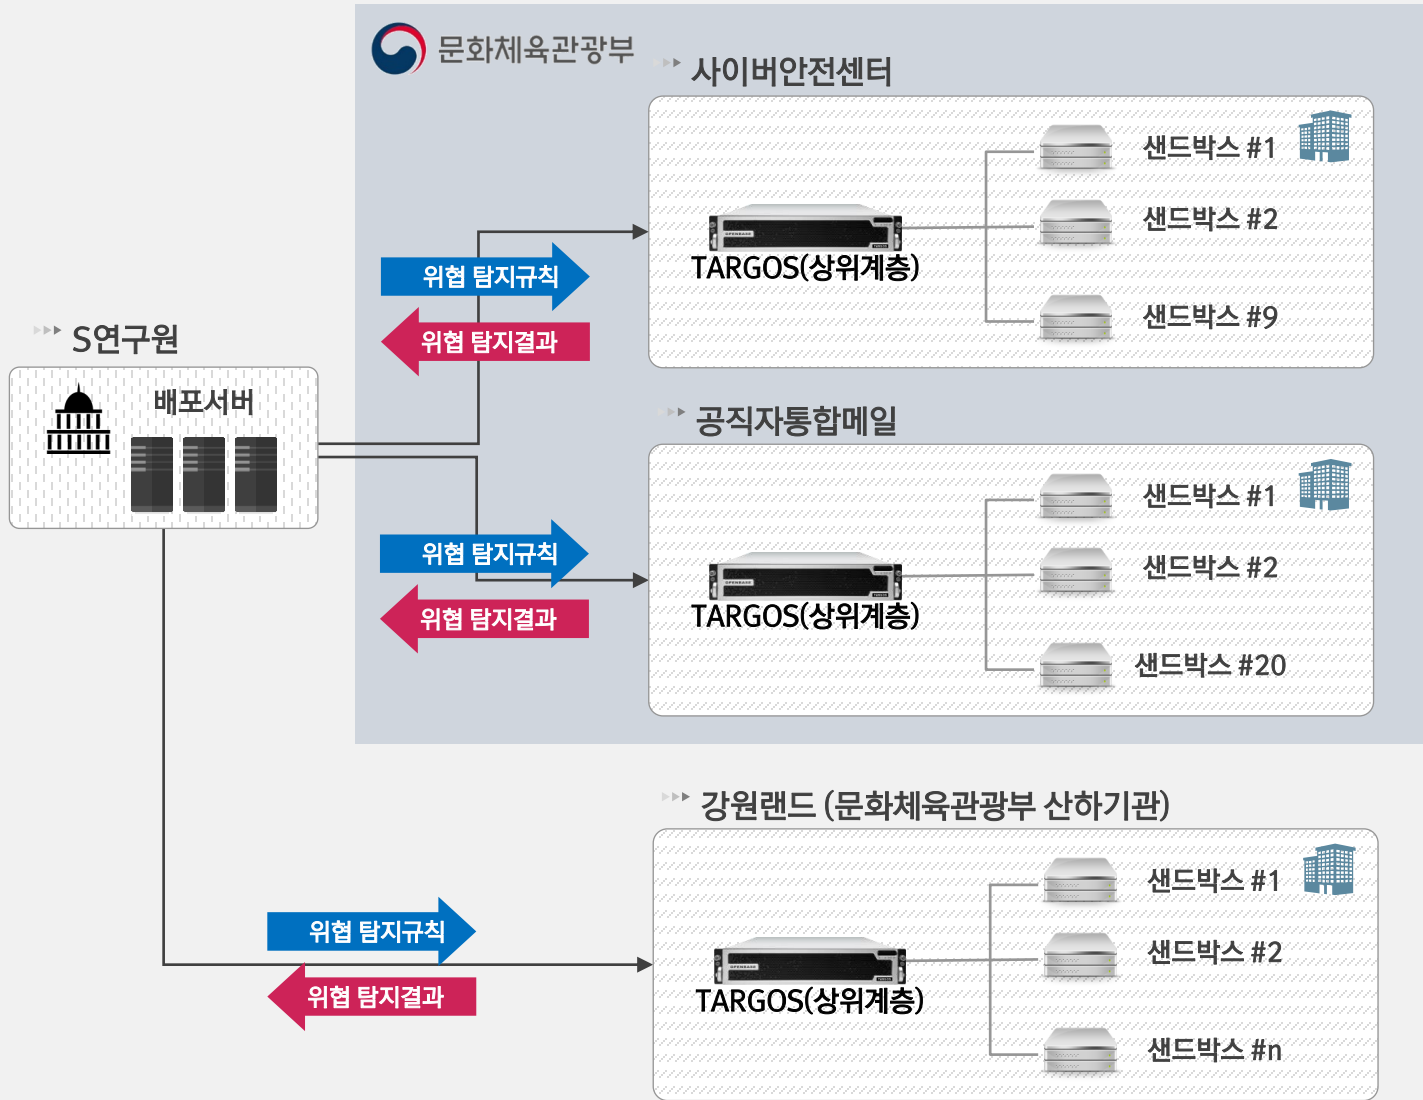 문화체육관광부
사이버안전센터
샌드박스 #1
샌드박스 #2
TARGOS(상위계층)
샌드박스 #9
위협 탐지규칙
위협 탐지결과
S연구원
배포서버
공직자통합메일
샌드박스 #1
샌드박스 #2
TARGOS(상위계층)
샌드박스 #20
위협 탐지규칙
위협 탐지결과
강원랜드 (문화체육관광부 산하기관)
샌드박스 #1
샌드박스 #2
TARGOS(상위계층)
샌드박스 #n
위협 탐지규칙
위협 탐지결과